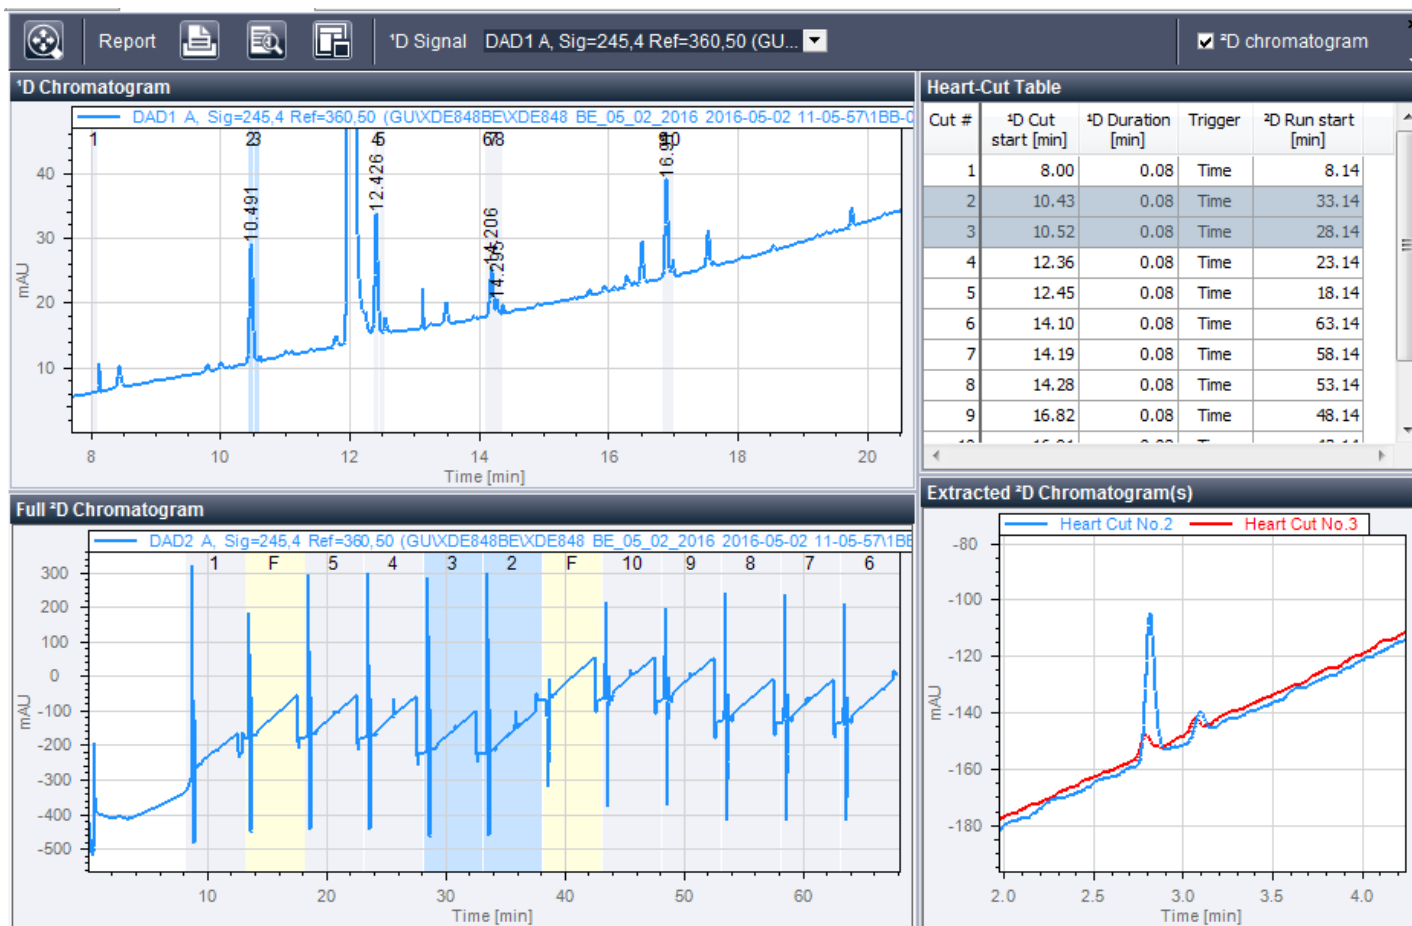 Report ¹D Signal DAD1 A, Sig=245,4 Ref=360,50 (GU... ²D chromatogram
¹D Chromatogram
DAD1 A, Sig=245,4 Ref=360,50 (GU\XDE848BE\XDE848 BE_05_02_2016 2016-05-02 11-05-57\1BB-0
1 2 3 4 5 6 7 8 9 10
10.491
12.426
14.206
14.295
16.9
mAU
40
30
20
10
8 10 12 14 16 18 20
Time [min]
Heart-Cut Table
Cut # ¹D Cut start [min] ¹D Duration [min] Trigger ²D Run start [min]
1 8.00 0.08 Time 8.14
2 10.43 0.08 Time 33.14
3 10.52 0.08 Time 28.14
4 12.36 0.08 Time 23.14
5 12.45 0.08 Time 18.14
6 14.10 0.08 Time 63.14
7 14.19 0.08 Time 58.14
8 14.28 0.08 Time 53.14
9 16.82 0.08 Time 48.14
Full ²D Chromatogram
DAD2 A, Sig=245,4 Ref=360,50 (GU\XDE848BE\XDE848 BE_05_02_2016 2016-05-02 11-05-57\1BB
1 F 5 4 3 2 F 10 9 8 7 6
mAU
300
200
100
0
-100
-200
-300
-400
-500
10 20 30 40 50 60
Time [min]
Extracted ²D Chromatogram(s)
Heart Cut No.2 Heart Cut No.3
mAU
-80
-100
-120
-140
-160
-180
2.0 2.5 3.0 3.5 4.0
Time [min]